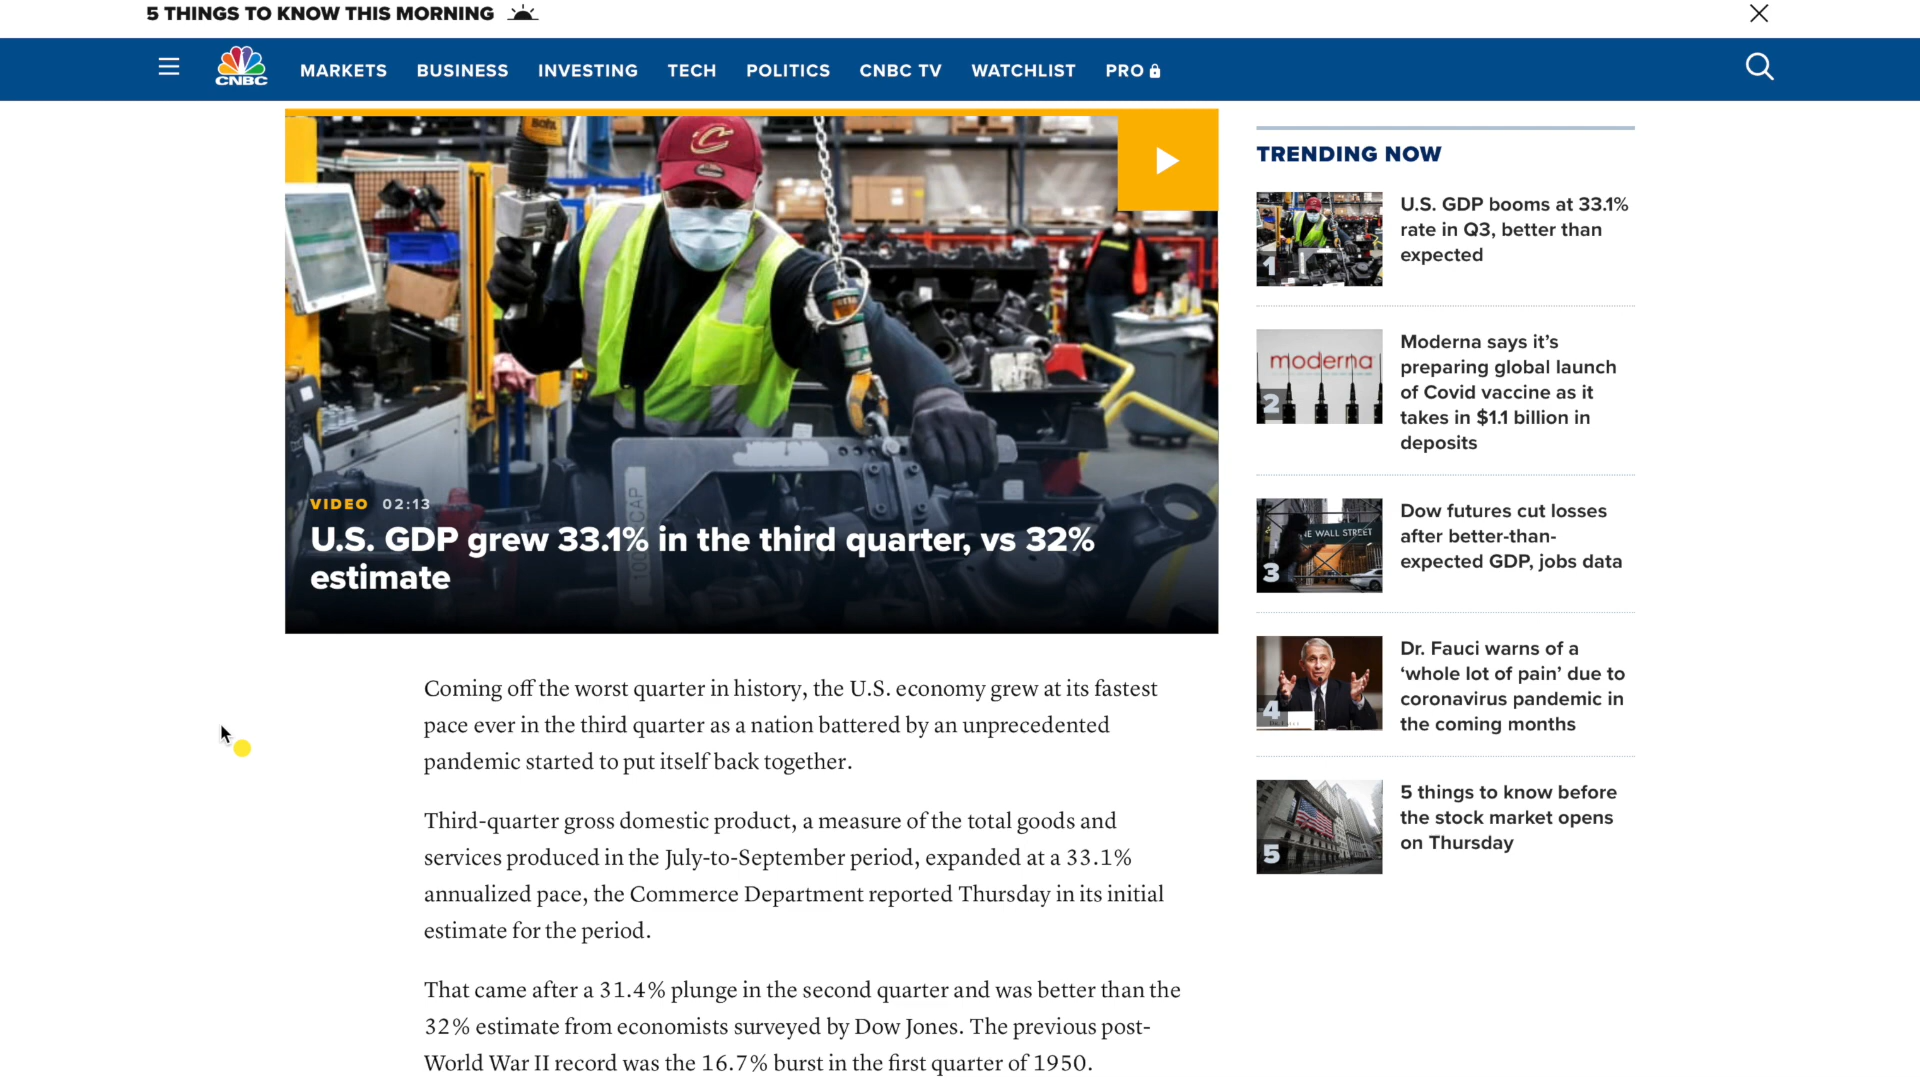 5 THINGS TO KNOW THIS MORNING
CNBC
MARKETS
BUSINESS
INVESTING
TECH
POLITICS
CNBC TV
WATCHLIST
PRO
VIDEO 02:13
U.S. GDP grew 33.1% in the third quarter, vs 32%
estimate
Coming off the worst quarter in history, the U.S. economy grew at its fastest
pace ever in the third quarter as a nation battered by an unprecedented
pandemic started to put itself back together.
Third-quarter gross domestic product, a measure of the total goods and
services produced in the July-to-September period, expanded at a 33.1%
annualized pace, the Commerce Department reported Thursday in its initial
estimate for the period.
That came after a 31.4% plunge in the second quarter and was better than the
32% estimate from economists surveyed by Dow Jones. The previous post-
World War II record was the 16.7% burst in the first quarter of 1950.
TRENDING NOW
1
U.S. GDP booms at 33.1%
rate in Q3, better than
expected
moderna
2
Moderna says it’s
preparing global launch
of Covid vaccine as it
takes in $1.1 billion in
deposits
WALL STREET
3
Dow futures cut losses
after better-than-
expected GDP, jobs data
4
Dr. Fauci warns of a
‘whole lot of pain’ due to
coronavirus pandemic in
the coming months
5
5 things to know before
the stock market opens
on Thursday